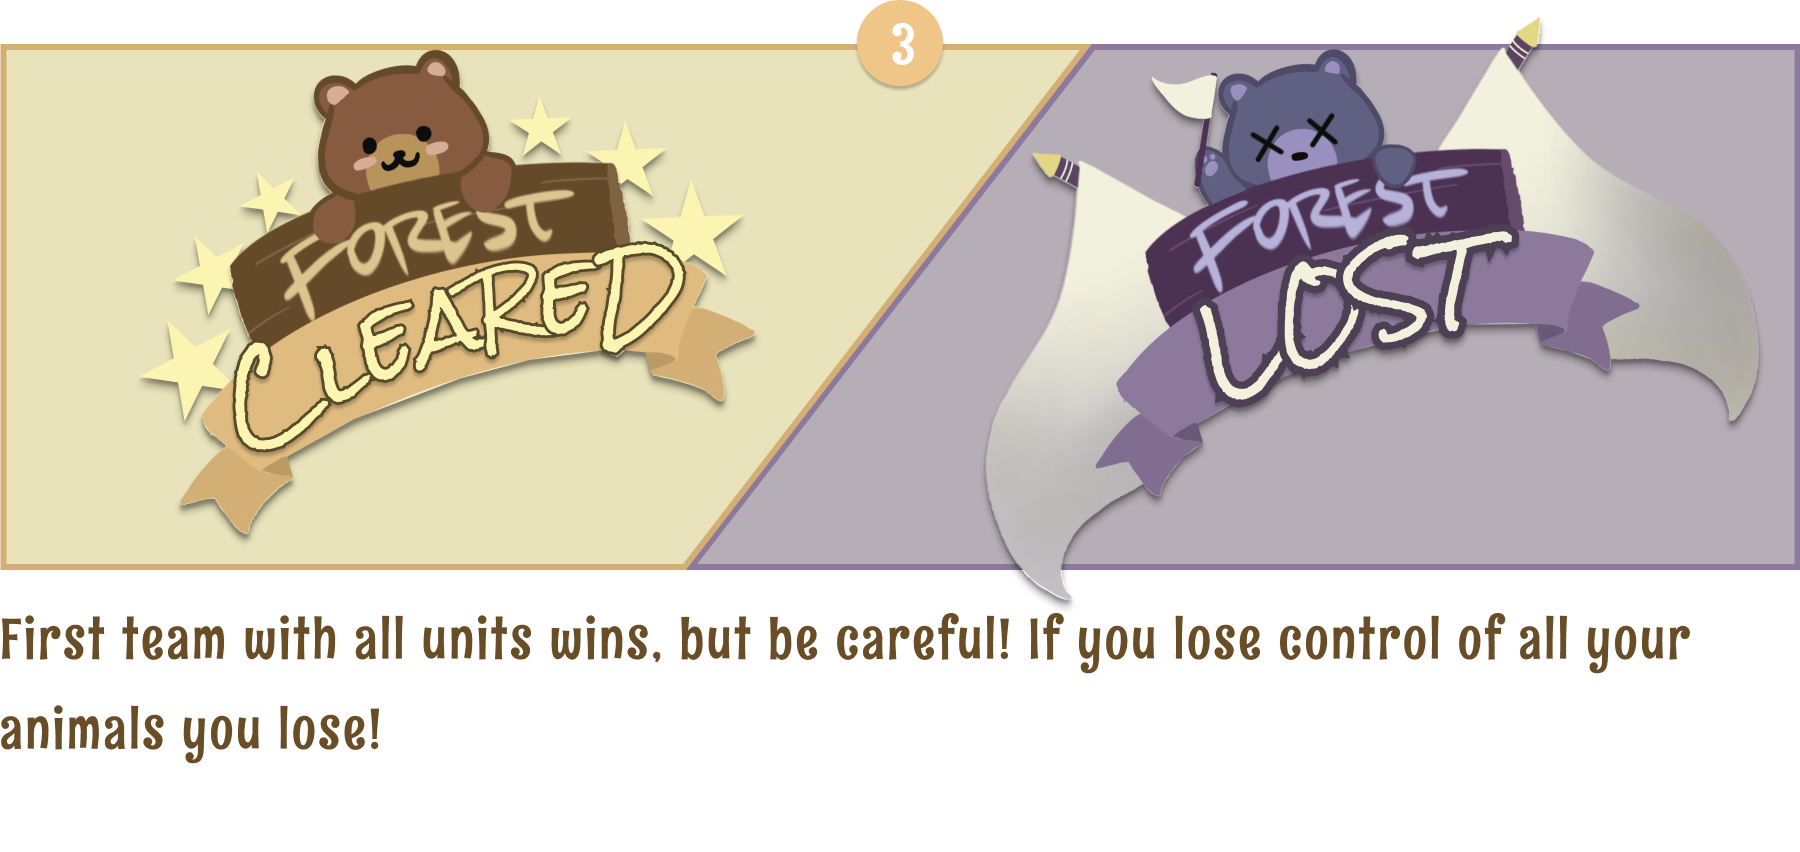 3
FOREST
CLEARED
FOREST
LOST
First team with all units wins, but be careful! If you lose control of all your
animals you lose!